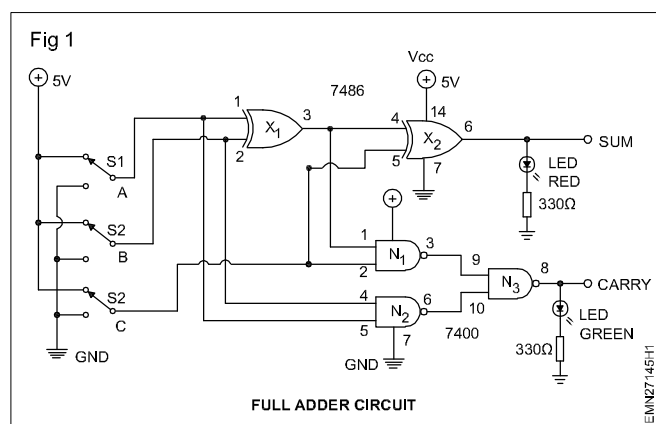 Fig 1
5V
S1
A
S2
B
S2
C
GND
1
2
X1
3
7486
Vcc
5V
14
4
5
X2
6
7
SUM
LED
RED
330Ω
1
2
N1
3
4
5
N2
6
7
GND
7400
9
10
N3
8
CARRY
LED
GREEN
330Ω
FULL ADDER CIRCUIT
EMN27145H1